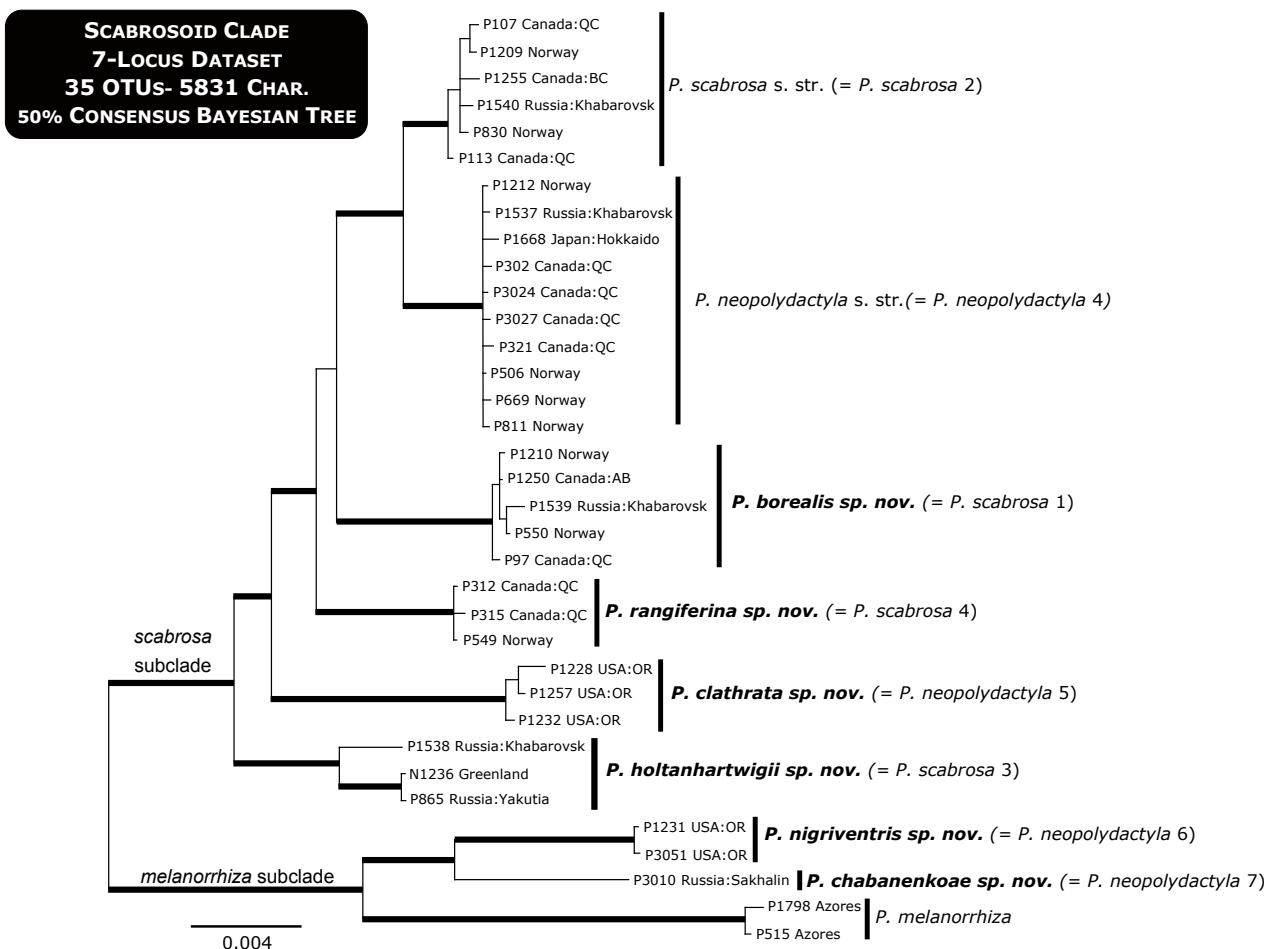 SCABROSOID CLADE
7-LOCUS DATASET
35 OTUS- 5831 CHAR.
50% CONSENSUS BAYESIAN TREE
P107 Canada:QC
P1209 Norway
P1255 Canada:BC
P1540 Russia:Khabarovsk
P830 Norway
P113 Canada:QC
P. scabrosa s. str. (= P. scabrosa 2)
P1212 Norway
P1537 Russia:Khabarovsk
P1668 Japan:Hokkaido
P302 Canada:QC
P3024 Canada:QC
P3027 Canada:QC
P321 Canada:QC
P506 Norway
P669 Norway
P811 Norway
P. neopolydactyla s. str.(= P. neopolydactyla 4)
P1210 Norway
P1250 Canada:AB
P1539 Russia:Khabarovsk
P550 Norway
P97 Canada:QC
P. borealis sp. nov. (= P. scabrosa 1)
P312 Canada:QC
P315 Canada:QC
P549 Norway
P. rangiferina sp. nov. (= P. scabrosa 4)
scabrosa
subclade
P1228 USA:OR
P1257 USA:OR
P1232 USA:OR
P. clathrata sp. nov. (= P. neopolydactyla 5)
P1538 Russia:Khabarovsk
N1236 Greenland
P865 Russia:Yakutia
P. holtanhartwigii sp. nov. (= P. scabrosa 3)
P1231 USA:OR
P3051 USA:OR
P. nigriventris sp. nov. (= P. neopolydactyla 6)
melanorrhiza subclade
P3010 Russia:Sakhalin
P. chabanenkoae sp. nov. (= P. neopolydactyla 7)
P1798 Azores
P515 Azores
P. melanorrhiza
0.004